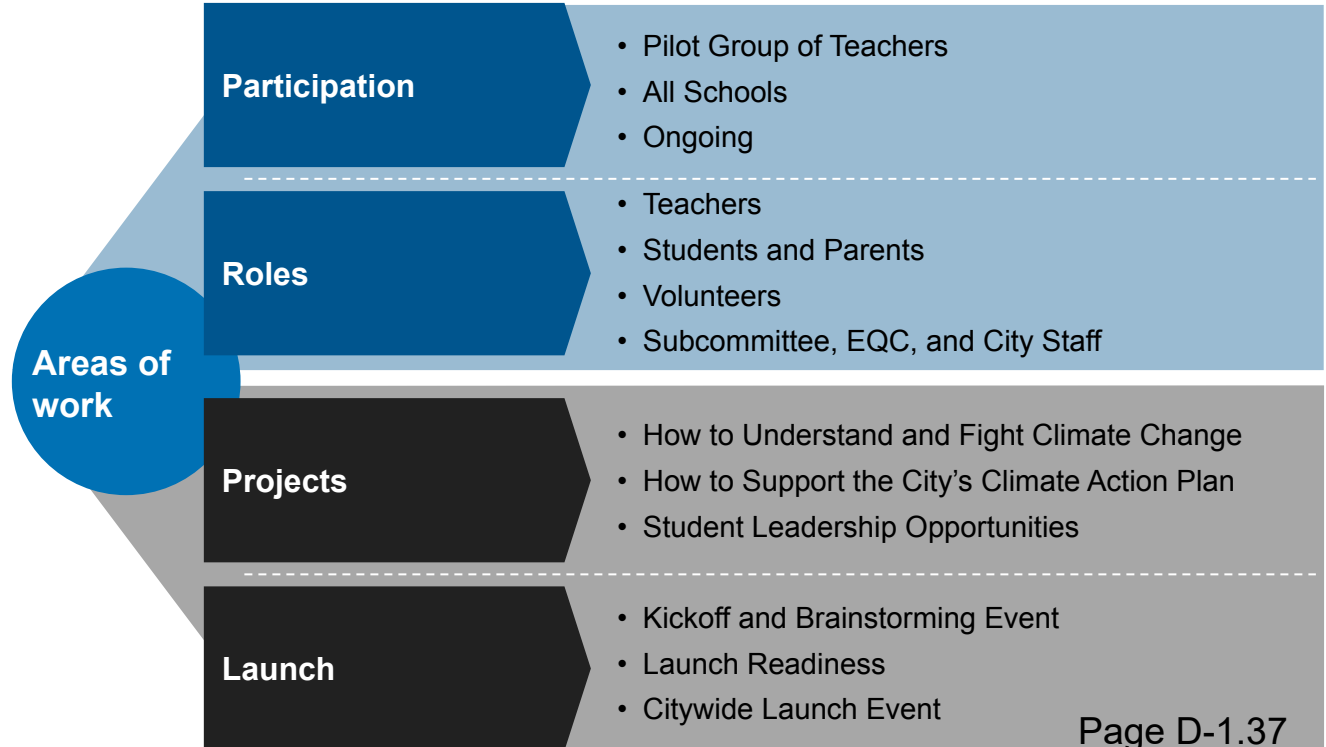 Areas of
work
Participation
• Pilot Group of Teachers
• All Schools
• Ongoing
Roles
• Teachers
• Students and Parents
• Volunteers
• Subcommittee, EQC, and City Staff
Projects
• How to Understand and Fight Climate Change
• How to Support the City’s Climate Action Plan
• Student Leadership Opportunities
Launch
• Kickoff and Brainstorming Event
• Launch Readiness
• Citywide Launch Event
Page D-1.37